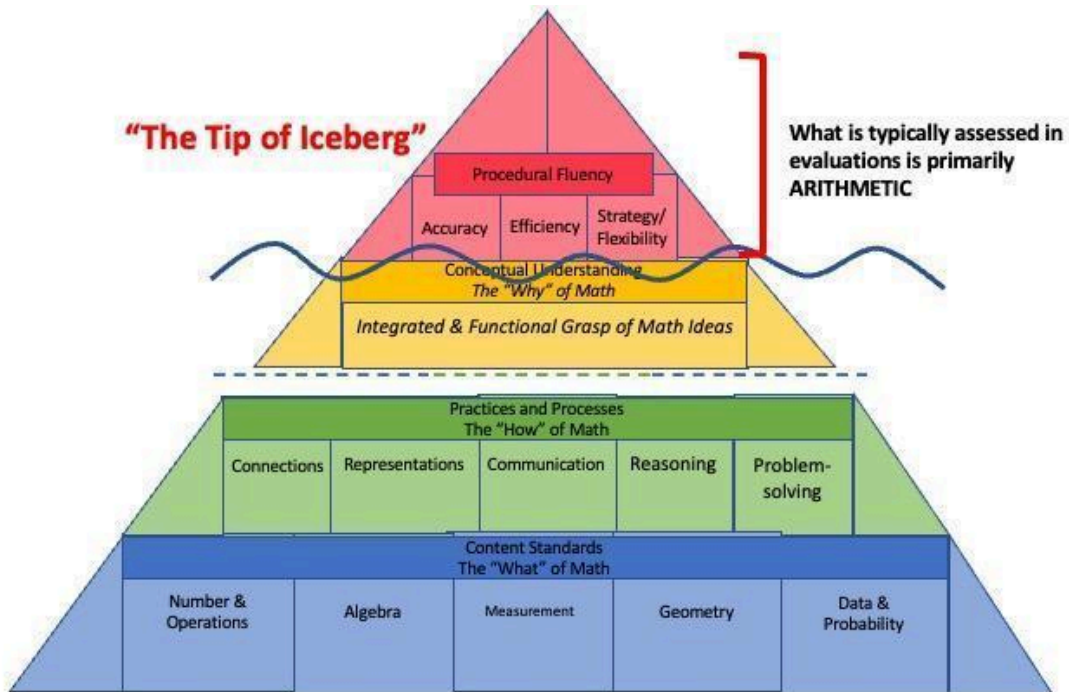 “The Tip of Iceberg”
What is typically assessed in
evaluations is primarily
ARITHMETIC
Procedural Fluency
Accuracy
Efficiency
Strategy/
Flexibility
Conceptual Understanding
The “Why” of Math
Integrated & Functional Grasp of Math Ideas
Practices and Processes
The “How” of Math
Connections
Representations
Communication
Reasoning
Problem-
solving
Content Standards
The “What” of Math
Number &
Operations
Algebra
Measurement
Geometry
Data &
Probability